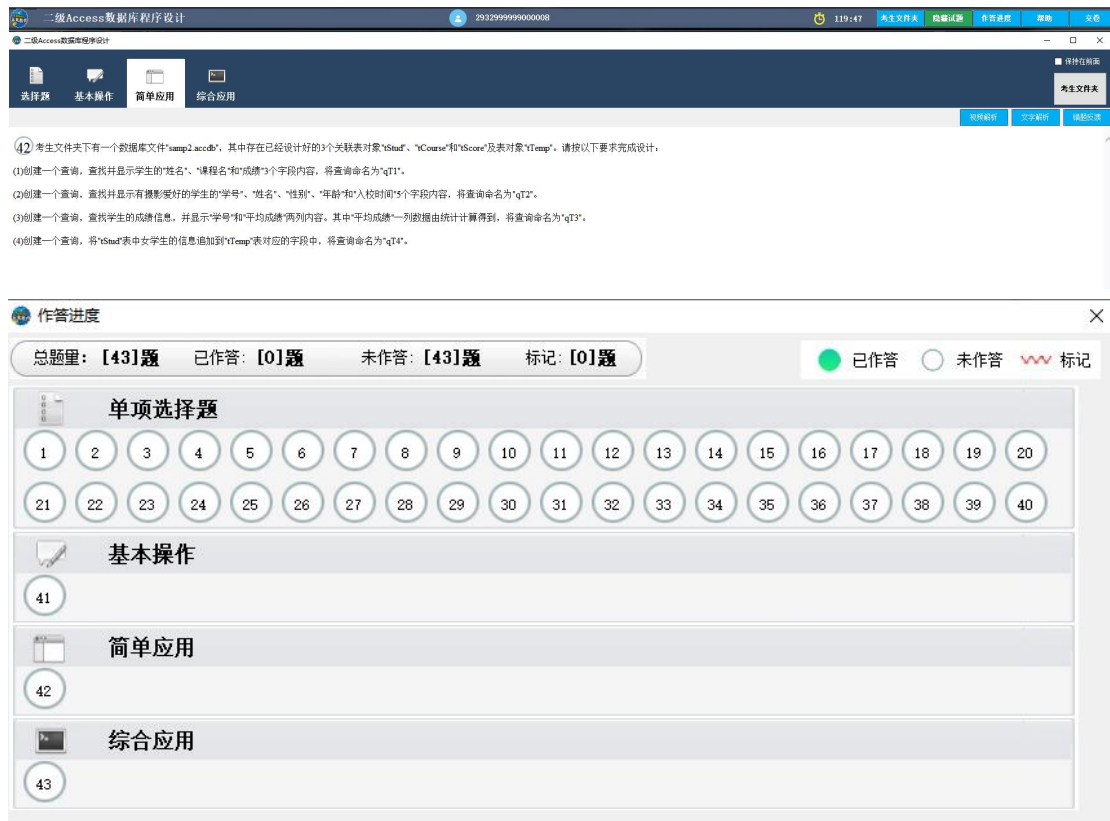 二级Access数据库程序设计 2932999999000008 119:47 考生文件夹 隐藏试题 作答进度 帮助 交卷
二级Access数据库程序设计
保持在前面
选择题 基本操作 简单应用 综合应用 考生文件夹
视频解析 文字解析 错题反馈
42 考生文件夹下有一个数据库文件"samp2.accdb",其中存在已经设计好的3个关联表对象"tStud"、"tCourse"和"tScore"及表对象"tTemp"。请按以下要求完成设计:
(1)创建一个查询,查找并显示学生的"姓名"、"课程名"和"成绩"3个字段内容,将查询命名为"qT1"。
(2)创建一个查询,查找并显示有摄影爱好的学生的"学号"、"姓名"、"性别"、"年龄"和"入校时间"5个字段内容,将查询命名为"qT2"。
(3)创建一个查询,查找学生的成绩信息,并显示"学号"和"平均成绩"两列内容。其中"平均成绩"一列数据由统计计算得到,将查询命名为"qT3"。
(4)创建一个查询,将"tStud"表中女学生的信息追加到"tTemp"表对应的字段中,将查询命名为"qT4"。
作答进度
总题量: [43]题 已作答: [0]题 未作答: [43]题 标记: [0]题 已作答 未作答 标记
单项选择题
1 2 3 4 5 6 7 8 9 10 11 12 13 14 15 16 17 18 19 20
21 22 23 24 25 26 27 28 29 30 31 32 33 34 35 36 37 38 39 40
基本操作
41
简单应用
42
综合应用
43